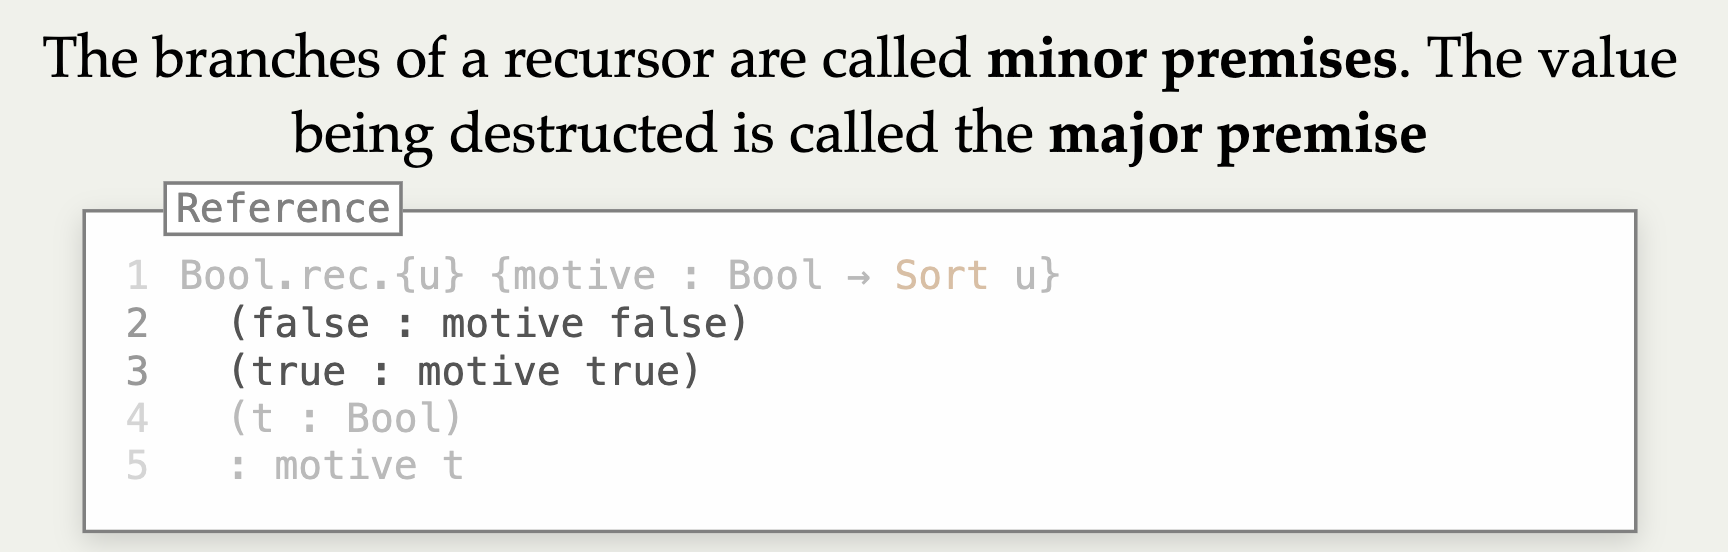 The branches of a recursor are called minor premises. The value
being destructed is called the major premise
Reference
1 Bool.rec.{u} {motive : Bool → Sort u}
2   (false : motive false)
3   (true : motive true)
4   (t : Bool)
5   : motive t